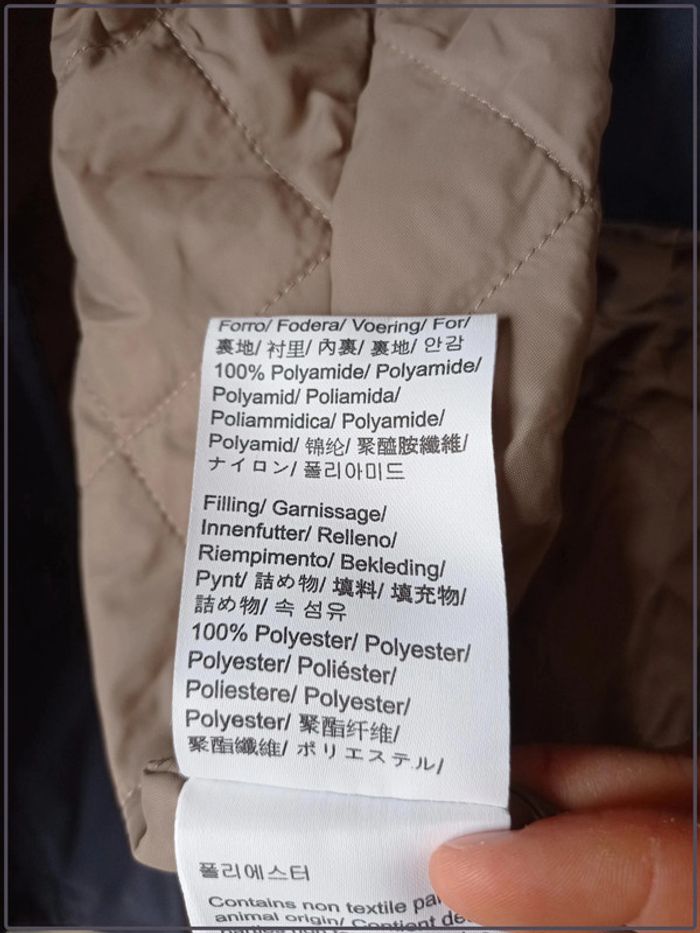 Forro/ Fodera/ Voering/ For/
裏地/ 衬里/ 內裏/ 裏地/ 안감
100% Polyamide/ Polyamide/
Polyamid/ Poliamida/
Poliammidica/ Polyamide/
Polyamid/ 锦纶/ 聚醯胺纖維/
ナイロン/ 폴리아미드
Filling/ Garnissage/
Innenfutter/ Relleno/
Riempimento/ Bekleding/
Pynt/ 詰め物/ 填料/ 填充物/
詰め物/ 속 섬유
100% Polyester/ Polyester/
Polyester/ Poliéster/
Poliestere/ Polyester/
Polyester/ 聚酯纤维/
聚酯纖維/ ポリエステル/
폴리에스터
Contains non textile
animal origin/ Contient